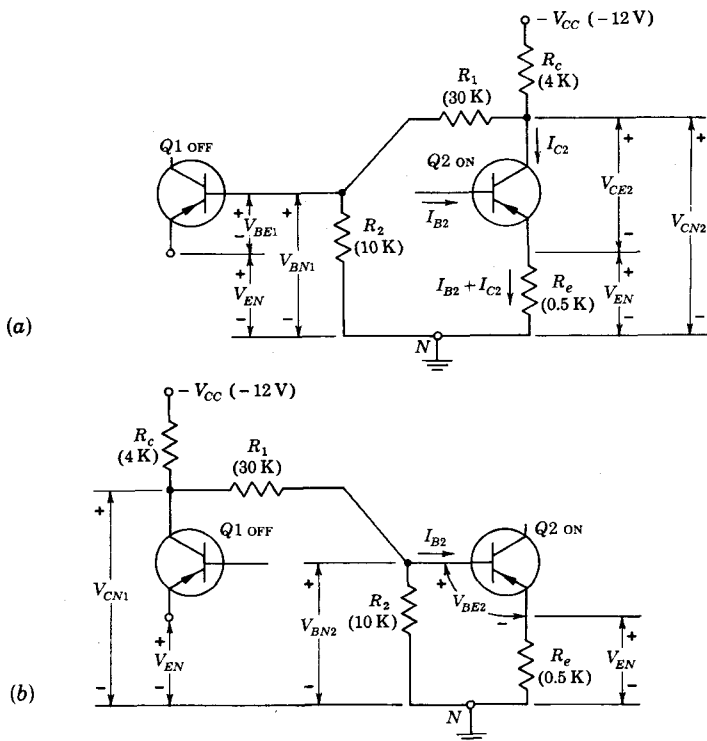 − V_CC (−12 V)
R_c
(4 K)
R_1
(30 K)
Q1 OFF
I_C2
Q2 ON
V_CE2
V_CN2
V_BE1
R_2
(10 K)
I_B2
V_BN1
V_EN
I_B2 + I_C2
R_e
(0.5 K)
V_EN
(a)
N
− V_CC (−12 V)
R_c
(4 K)
R_1
(30 K)
Q1 OFF
I_B2
Q2 ON
V_CN1
V_BN2
R_2
(10 K)
V_BE2
V_EN
R_e
(0.5 K)
V_EN
(b)
N